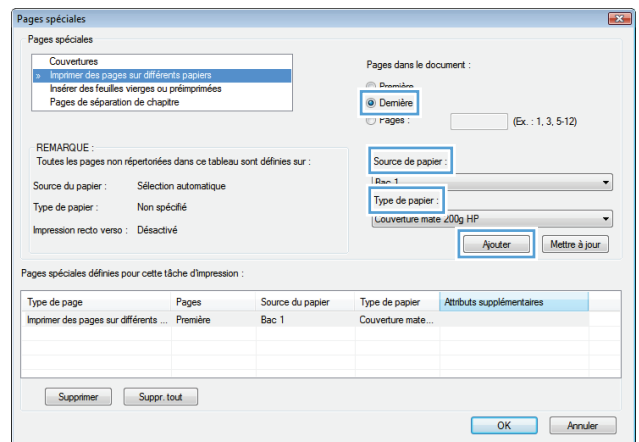 Pages spéciales
Pages spéciales
Couvertures
» Imprimer des pages sur différents papiers
Insérer des feuilles vierges ou préimprimées
Pages de séparation de chapitre
Pages dans le document :
Première
Dernière
Pages : (Ex. : 1, 3, 5-12)
REMARQUE :
Toutes les pages non répertoriées dans ce tableau sont définies sur :
Source du papier : Sélection automatique
Type de papier : Non spécifié
Impression recto verso : Désactivé
Source de papier :
Bac 1
Type de papier :
Couverture mate 200g HP
Ajouter Mettre à jour
Pages spéciales définies pour cette tâche d'impression :
Type de page Pages Source du papier Type de papier Attributs supplémentaires
Imprimer des pages sur différents ... Première Bac 1 Couverture mate...
Supprimer Suppr. tout
OK Annuler